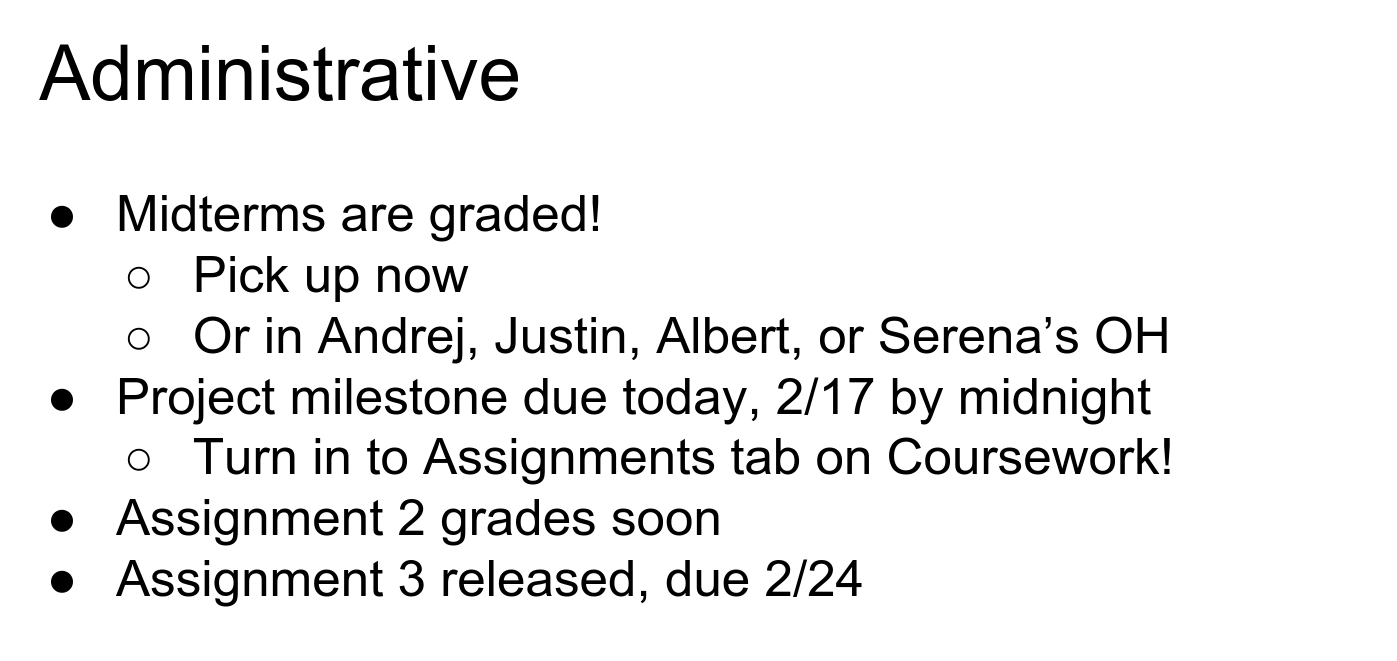 Administrative
● Midterms are graded!
○ Pick up now
○ Or in Andrej, Justin, Albert, or Serena’s OH
● Project milestone due today, 2/17 by midnight
○ Turn in to Assignments tab on Coursework!
● Assignment 2 grades soon
● Assignment 3 released, due 2/24